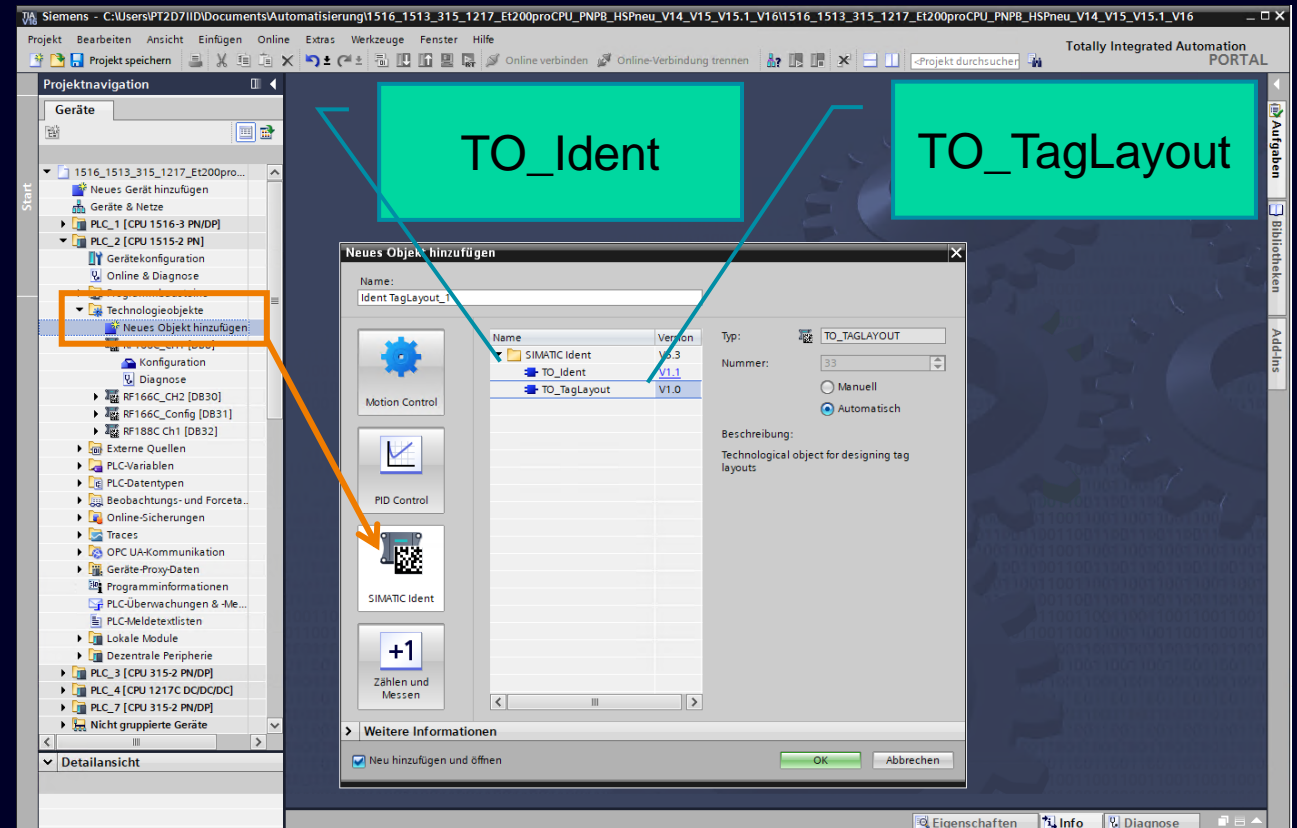 Siemens - C:\Users\PT2D7IID\Documents\Automatisierung\1516_1513_315_1217_Et200proCPU_PNPB_HSPneu_V14_V15_V15.1_V16\1516_1513_315_1217_Et200proCPU_PNPB_HSPneu_V14_V15_V15.1_V16
Projekt Bearbeiten Ansicht Einfügen Online Extras Werkzeuge Fenster Hilfe
Totally Integrated Automation
PORTAL
Projekt speichern Online verbinden Online-Verbindung trennen <Projekt durchsuchen
Projektnavigation
Geräte
Start
1516_1513_315_1217_Et200pro...
Neues Gerät hinzufügen
Geräte & Netze
PLC_1 [CPU 1516-3 PN/DP]
PLC_2 [CPU 1515-2 PN]
Gerätekonfiguration
Online & Diagnose
Programmbausteine
Technologieobjekte
Neues Objekt hinzufügen
Konfiguration
Diagnose
RF166C_CH2 [DB30]
RF166C_Config [DB31]
RF188C Ch1 [DB32]
Externe Quellen
PLC-Variablen
PLC-Datentypen
Beobachtungs- und Forceta...
Online-Sicherungen
Traces
OPC UA-Kommunikation
Geräte-Proxy-Daten
Programminformationen
PLC-Überwachungen & -Me...
PLC-Meldetextlisten
Lokale Module
Dezentrale Peripherie
PLC_3 [CPU 315-2 PN/DP]
PLC_4 [CPU 1217C DC/DC/DC]
PLC_7 [CPU 315-2 PN/DP]
Nicht gruppierte Geräte
Detailansicht
TO_Ident
TO_TagLayout
Neues Objekt hinzufügen
Name:
Ident TagLayout_1
Motion Control
PID Control
SIMATIC Ident
+1
Zählen und
Messen
Name Version
SIMATIC Ident V5.3
TO_Ident V1.1
TO_TagLayout V1.0
Typ: TO_TAGLAYOUT
Nummer: 33
Manuell
Automatisch
Beschreibung:
Technological object for designing tag
layouts
Weitere Informationen
Neu hinzufügen und öffnen
OK Abbrechen
Aufgaben
Bibliotheken
Add-Ins
Eigenschaften Info Diagnose